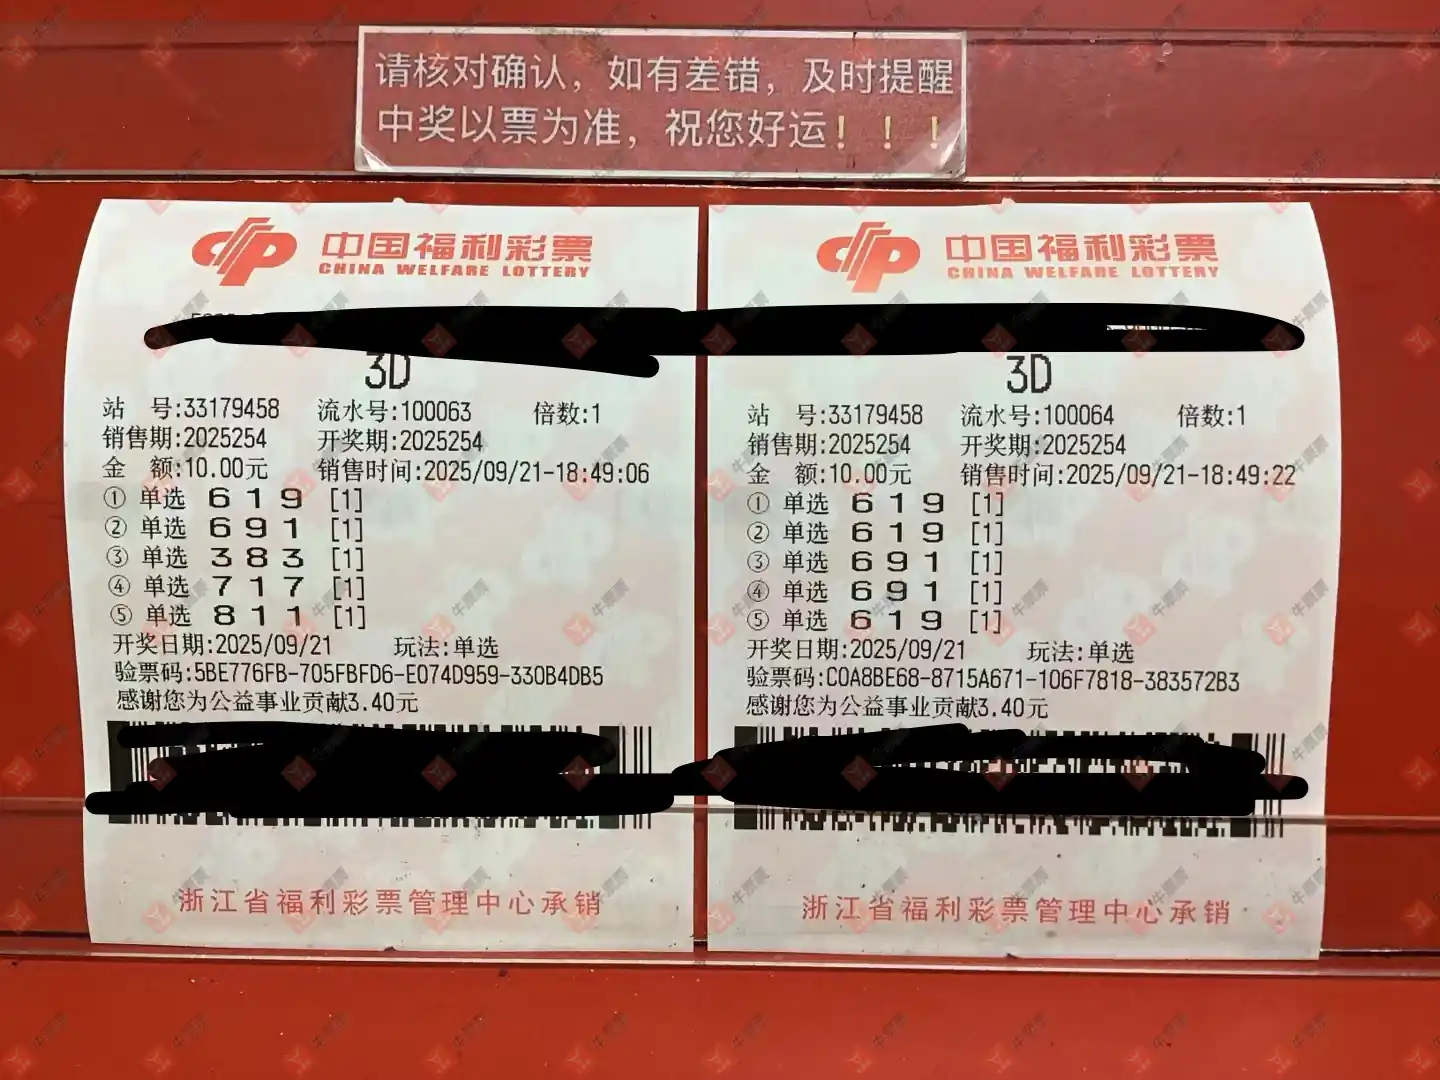 请核对确认，如有差错，及时提醒
中奖以票为准，祝您好运！！！
中国福利彩票
CHINA WELFARE LOTTERY
3D
站 号:33179458 流水号:100063 倍数:1
销售期:2025254 开奖期:2025254
金 额:10.00元 销售时间:2025/09/21-18:49:06
① 单选 6 1 9 [1]
② 单选 6 9 1 [1]
③ 单选 3 8 3 [1]
④ 单选 7 1 7 [1]
⑤ 单选 8 1 1 [1]
开奖日期:2025/09/21 玩法:单选
验票码:5BE776FB-705FBFD6-E074D959-330B4DB5
感谢您为公益事业贡献3.40元
浙江省福利彩票管理中心承销
中国福利彩票
CHINA WELFARE LOTTERY
3D
站 号:33179458 流水号:100064 倍数:1
销售期:2025254 开奖期:2025254
金 额:10.00元 销售时间:2025/09/21-18:49:22
① 单选 6 1 9 [1]
② 单选 6 1 9 [1]
③ 单选 6 9 1 [1]
④ 单选 6 9 1 [1]
⑤ 单选 6 1 9 [1]
开奖日期:2025/09/21 玩法:单选
验票码:C0A8BE68-8715A671-106F7818-383572B3
感谢您为公益事业贡献3.40元
浙江省福利彩票管理中心承销